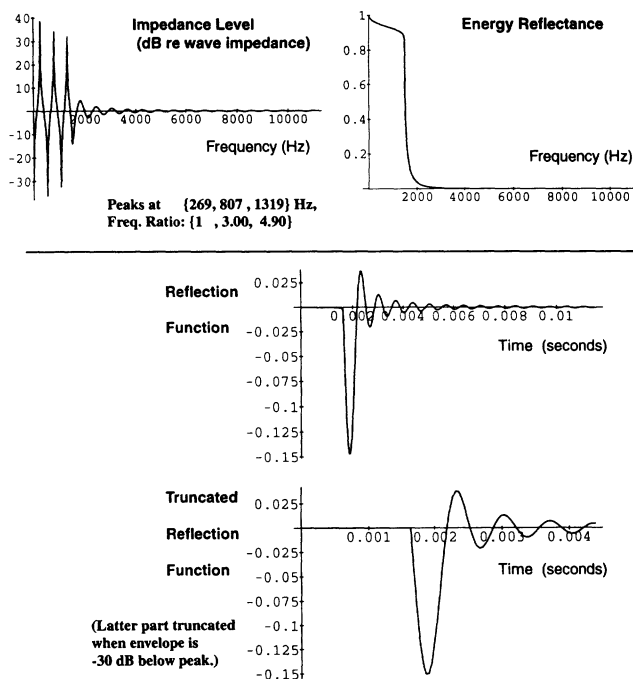 Impedance Level
(dB re wave impedance)
40
30
20
10
-10
-20
-30
2000 4000 6000 8000 10000
Frequency (Hz)
Peaks at {269, 807 , 1319} Hz,
Freq. Ratio: {1 , 3.00, 4.90}
Energy Reflectance
1
0.8
0.6
0.4
0.2
Frequency (Hz)
2000 4000 6000 8000 10000
Reflection
Function
0.025
-0.025
-0.05
-0.075
-0.1
-0.125
-0.15
0.002 0.004 0.006 0.008 0.01
Time (seconds)
Truncated
Reflection
Function
0.025
-0.025
-0.05
-0.075
-0.1
-0.125
-0.15
0.001 0.002 0.003 0.004
Time (seconds)
(Latter part truncated
when envelope is
-30 dB below peak.)